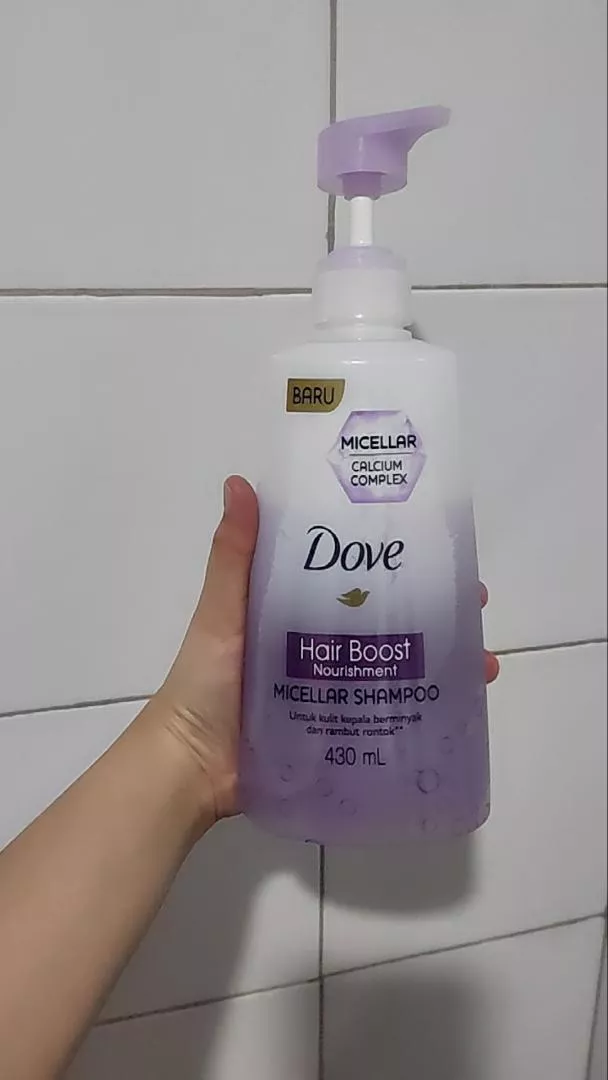 BARU
MICELLAR
CALCIUM
COMPLEX
Dove
Hair Boost
Nourishment
MICELLAR SHAMPOO
Untuk kulit kepala berminyak
dan rambut rontok**
430 mL